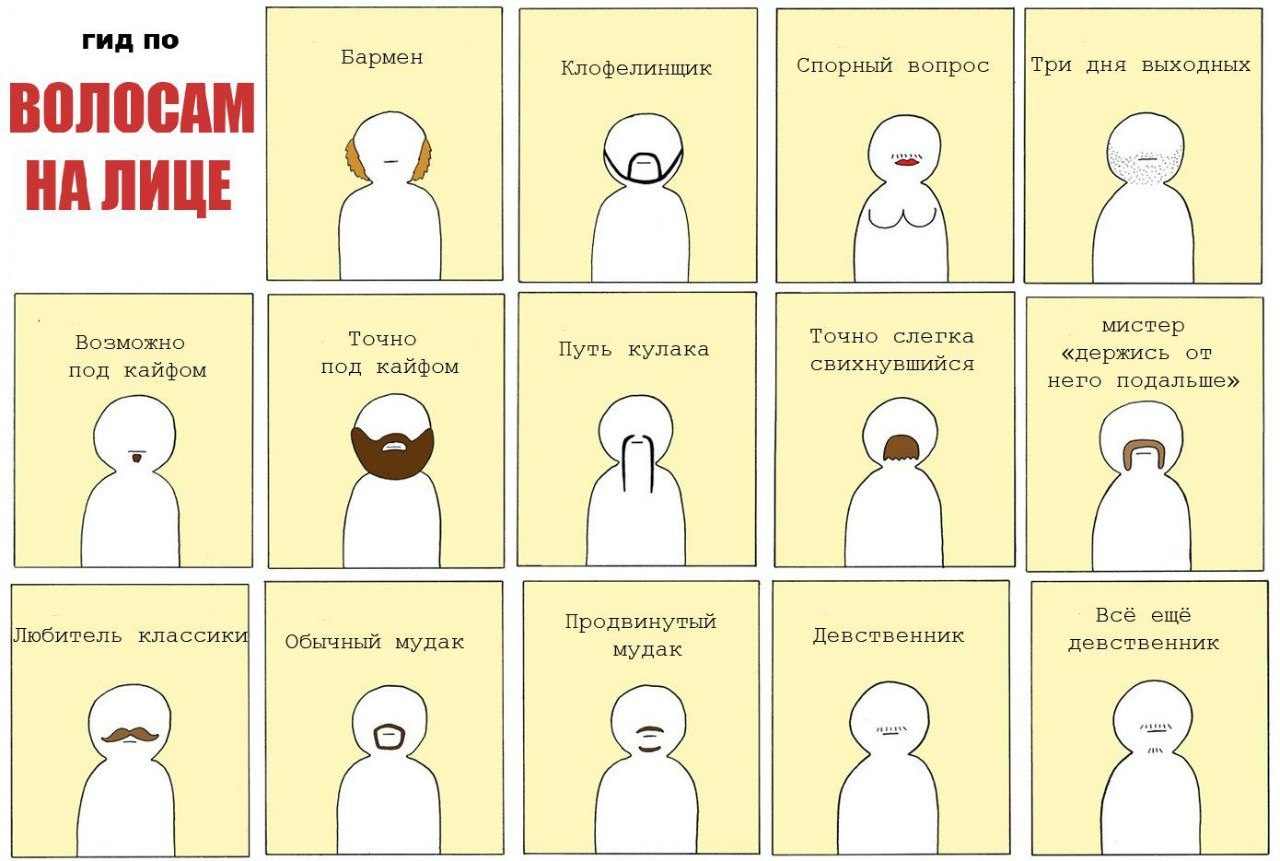 гид по
ВОЛОСАМ
НА ЛИЦЕ
Бармен
Клофелинщик
Спорный вопрос
Три дня выходных
Возможно
под кайфом
Точно
под кайфом
Путь кулака
Точно слегка
свихнувшийся
мистер
«держись от
него подальше»
Любитель классики
Обычный мудак
Продвинутый
мудак
Девственник
Всё ещё
девственник